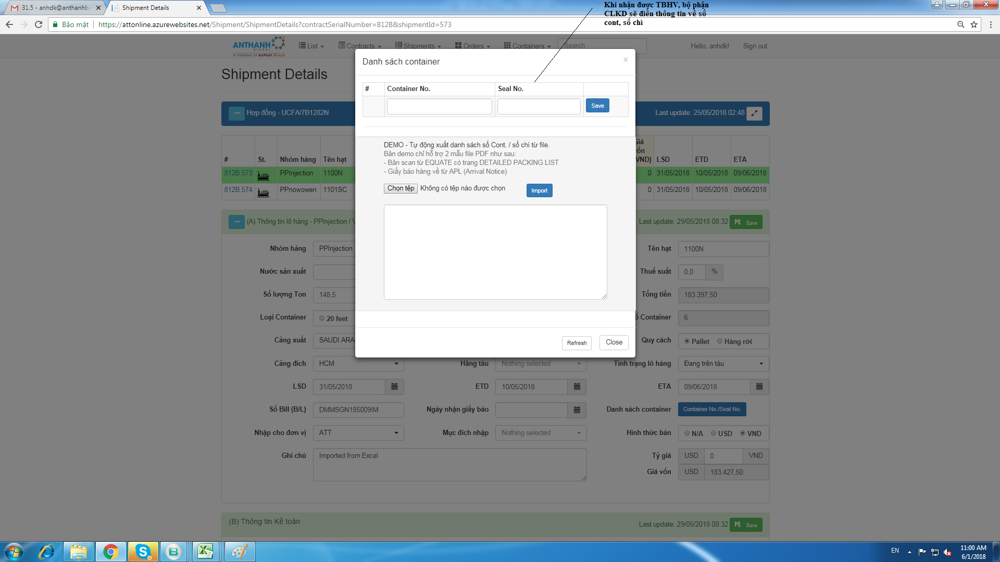 31.5 - anhdk@anthanhbi
Shipment Details
Khi nhận được TBHV, bộ phận
CLKD sẽ điền thông tin về số
cont, số chì
Bảo mật
https://attonline.azurewebsites.net/Shipment/ShipmentDetails?contractSerialNumber=812B&shipmentId=573
ANTHANH
BICSOL
A member of AnPhat Group
List
Contracts
Shipments
Orders
Containers
Search
Hello, anhdk!
Sign out
Shipment Details
Danh sách container
×
#
Container No.
Seal No.
Save
--- Hợp đồng - UCFA/7B1282N
Last update: 25/05/2018 02:48
DEMO - Tự động xuất danh sách số Cont. / số chì từ file.
Bản demo chỉ hỗ trợ 2 mẫu file PDF như sau:
- Bản scan từ EQUATE có trang DETAILED PACKING LIST
- Giấy báo hàng về từ APL (Arrival Notice)
Chọn tệp Không có tệp nào được chọn
Import
# St. Nhóm hàng Tên hạt
VND) LSD ETD ETA
812B.573 PPInjection 1100N
0 31/05/2018 10/05/2018 09/06/2018
812B.574 PPnowowen 1101SC
0 31/05/2018 10/05/2018 09/06/2018
--- (A) Thông tin lô hàng - PPInjection /
Last update: 29/05/2018 08:32 Save
Nhóm hàng PPInjection
Tên hạt 1100N
Nước sản xuất
Thuế suất 0,0 %
Số lượng Ton 148,5
Tổng tiền 183.397,50
Loại Container 20 feet
Container 6
Cảng xuất SAUDI ARA
Quy cách Pallet Hàng rời
Refresh
Close
Cảng đích HCM
Hãng tàu Nothing selected
Tình trạng lô hàng Đang trên tàu
LSD 31/05/2018
ETD 10/05/2018
ETA 09/06/2018
Số Bill (B/L) DMMSGN185009IM
Ngày nhận giấy báo
Danh sách container Container No./Seal No.
Nhập cho đơn vị ATT
Mục đích nhập Nothing selected
Hình thức bán N/A USD VND
Ghi chú Imported from Excel
Tỷ giá USD 0 VND
Giá vốn USD 183.427,50
(B) Thông tin Kế toán
Last update: 29/05/2018 08:32 Save
EN
11:00 AM
6/1/2018